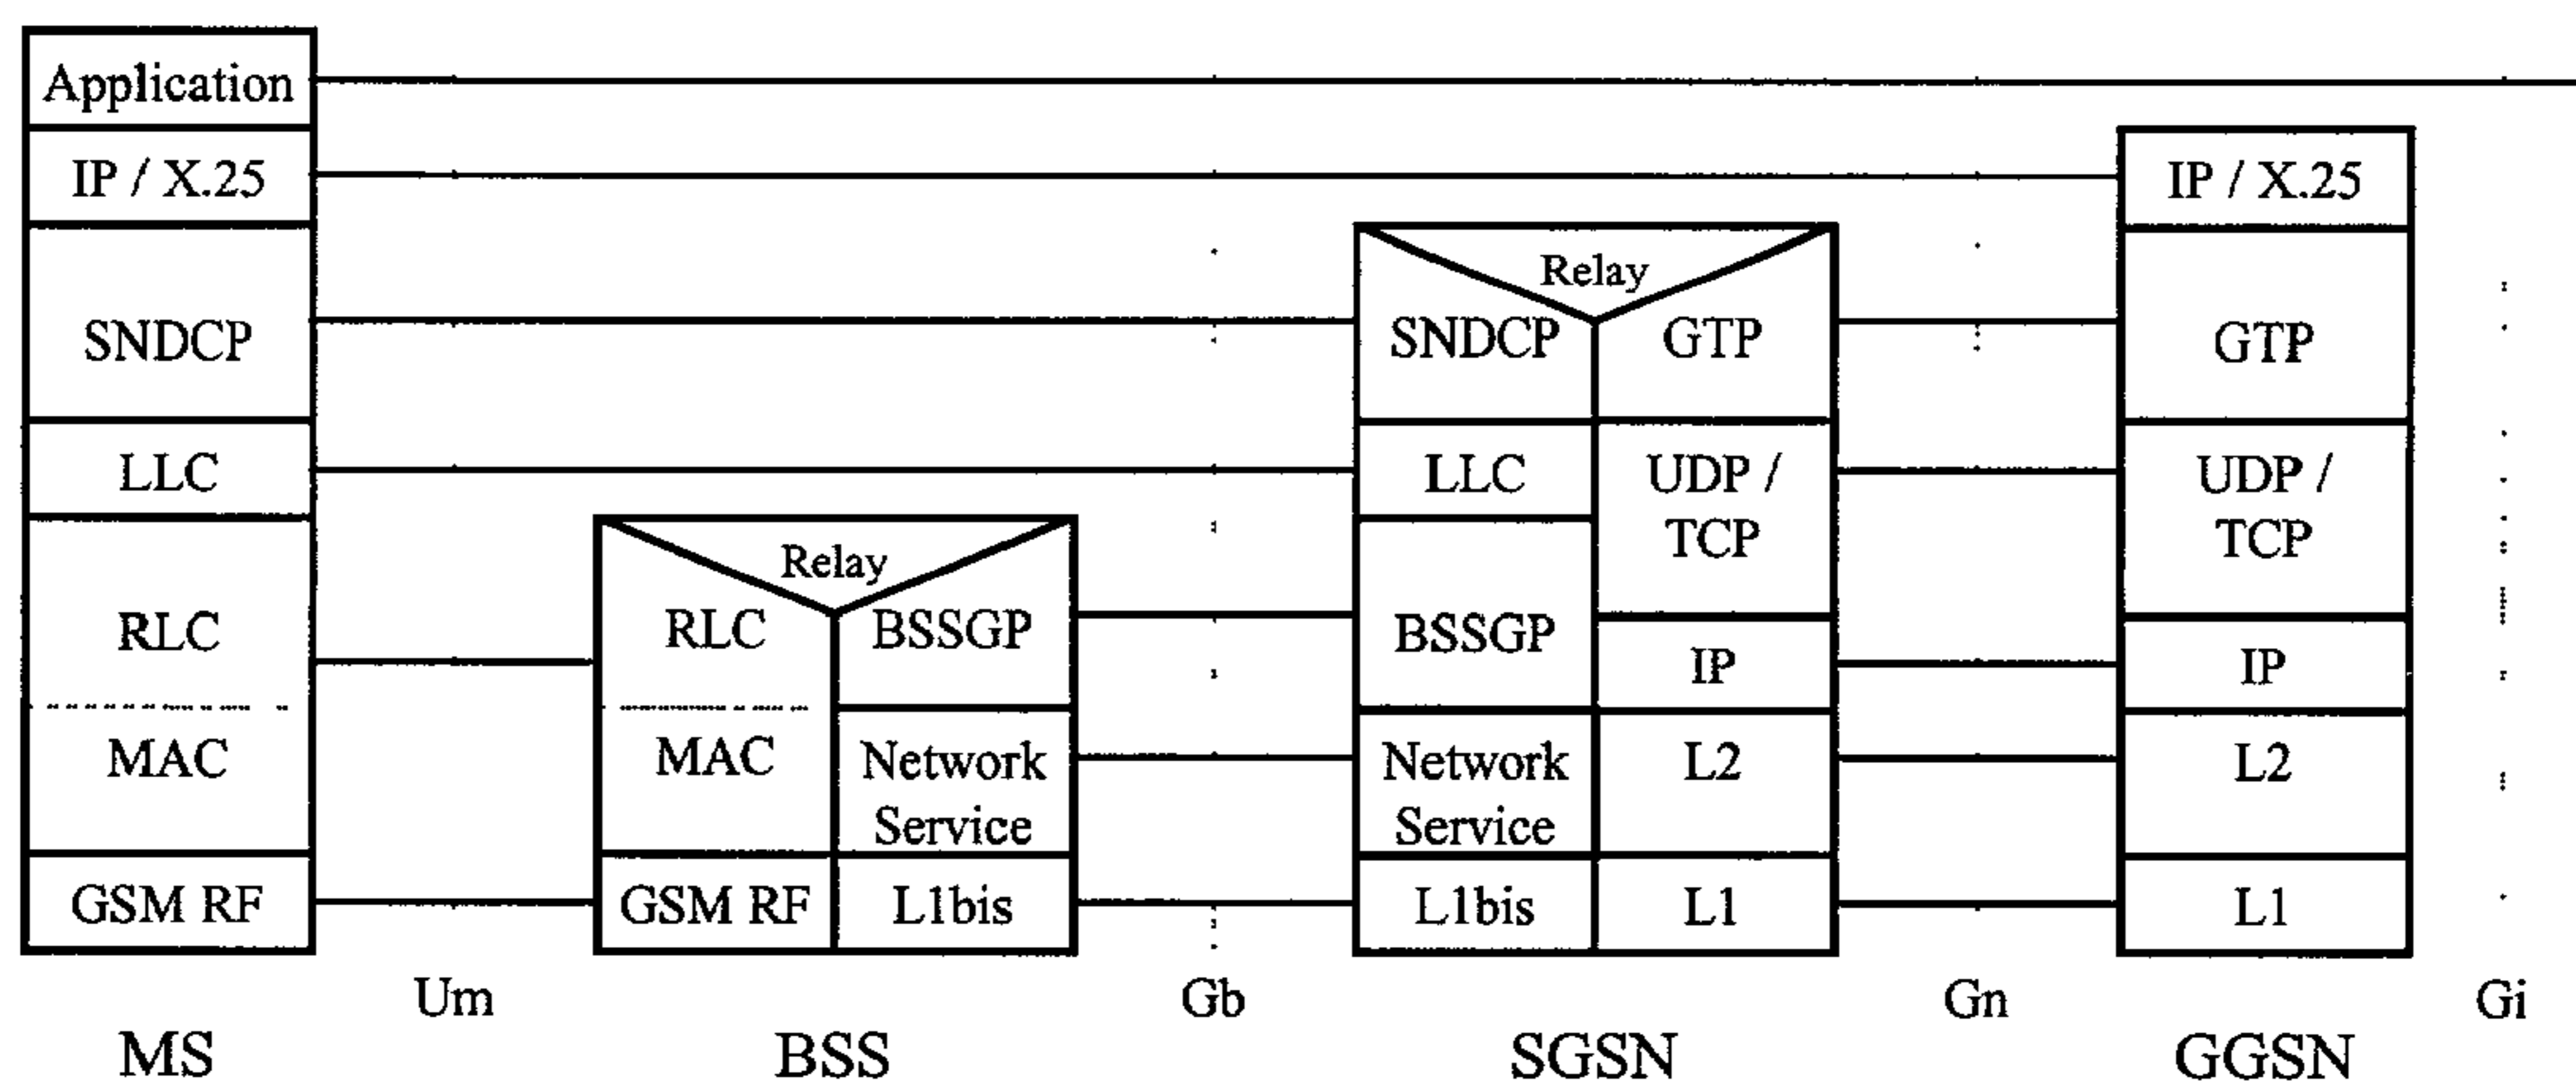 Application
IP / X.25
SNDCP
LLC
RLC
MAC
GSM RF
MS
Um
Relay
RLC
BSSGP
MAC
Network
Service
GSM RF
L1bis
BSS
Gb
Relay
SNDCP
GTP
LLC
UDP /
TCP
BSSGP
IP
Network
Service
L2
L1bis
L1
SGSN
Gn
IP / X.25
GTP
UDP /
TCP
IP
L2
L1
GGSN
Gi